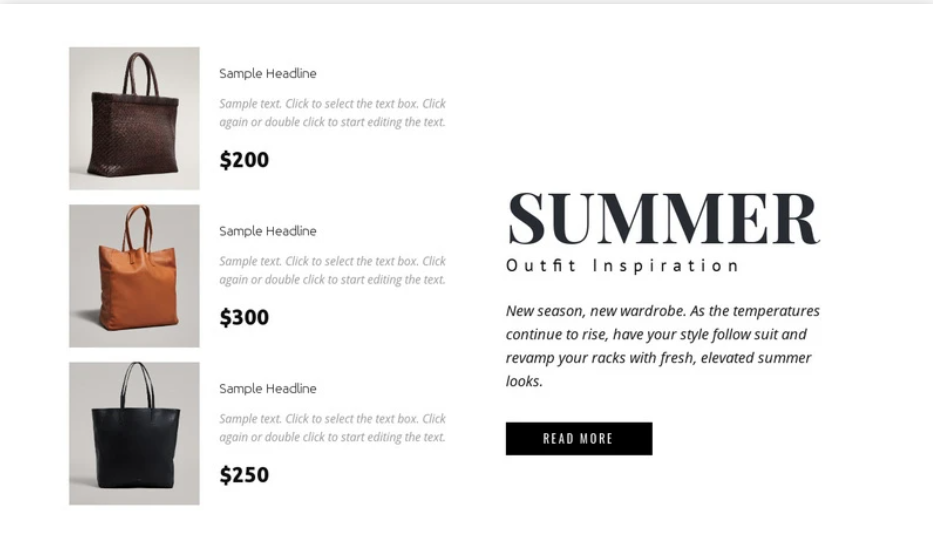 Sample Headline
Sample text. Click to select the text box. Click
again or double click to start editing the text.
$200
Sample Headline
Sample text. Click to select the text box. Click
again or double click to start editing the text.
$300
Sample Headline
Sample text. Click to select the text box. Click
again or double click to start editing the text.
$250
SUMMER
Outfit Inspiration
New season, new wardrobe. As the temperatures
continue to rise, have your style follow suit and
revamp your racks with fresh, elevated summer
looks.
READ MORE